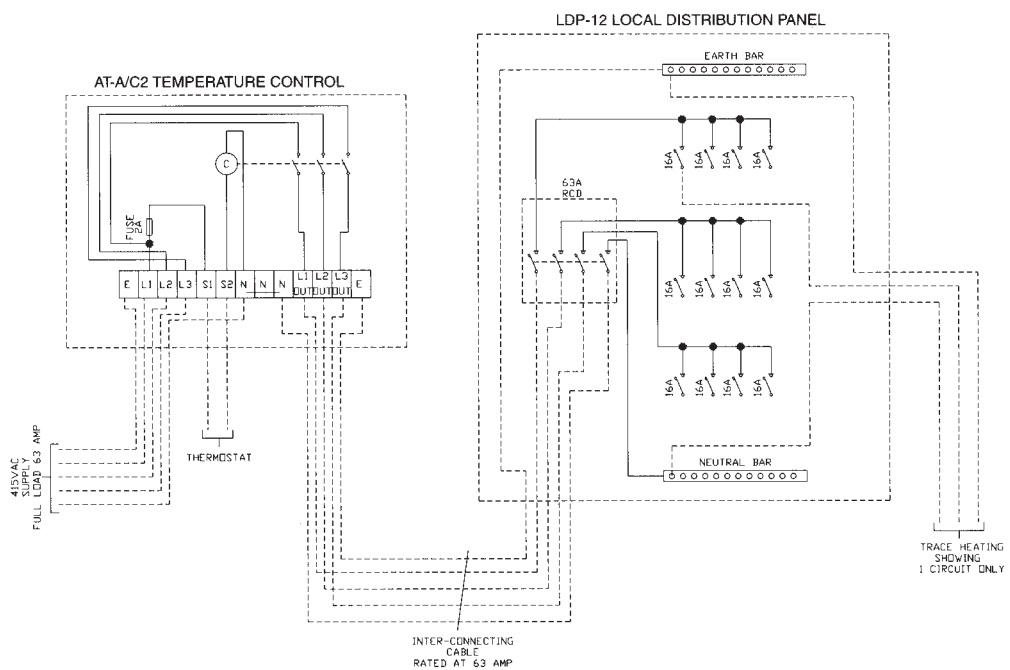 LDP-12 LOCAL DISTRIBUTION PANEL
EARTH BAR
AT-A/C2 TEMPERATURE CONTROL
C
16A
16A
16A
16A
63A
RCD
FUSE
2A
E
L1
L2
L3
S1
S2
N
N
N
L1
OUT
L2
OUT
L3
OUT
E
16A
16A
16A
16A
16A
16A
16A
16A
THERMOSTAT
NEUTRAL BAR
415VAC
SUPPLY
FULL LOAD 63 AMP
TRACE HEATING
SHOWING
1 CIRCUIT ONLY
INTER-CONNECTING
CABLE
RATED AT 63 AMP